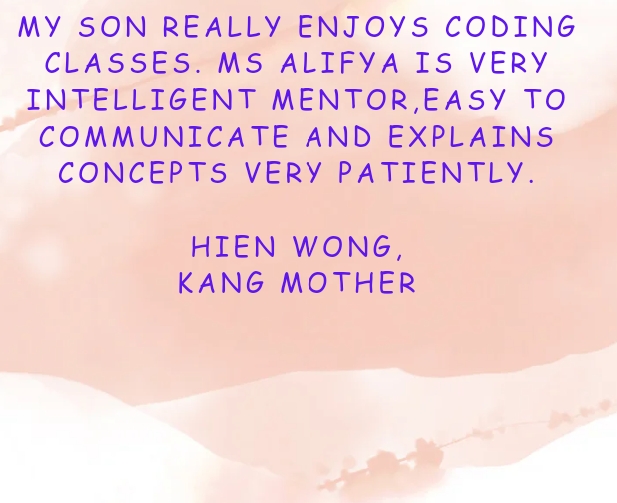 MY SON REALLY ENJOYS CODING
CLASSES. MS ALIFYA IS VERY
INTELLIGENT MENTOR,EASY TO
COMMUNICATE AND EXPLAINS
CONCEPTS VERY PATIENTLY.
HIEN WONG,
KANG MOTHER